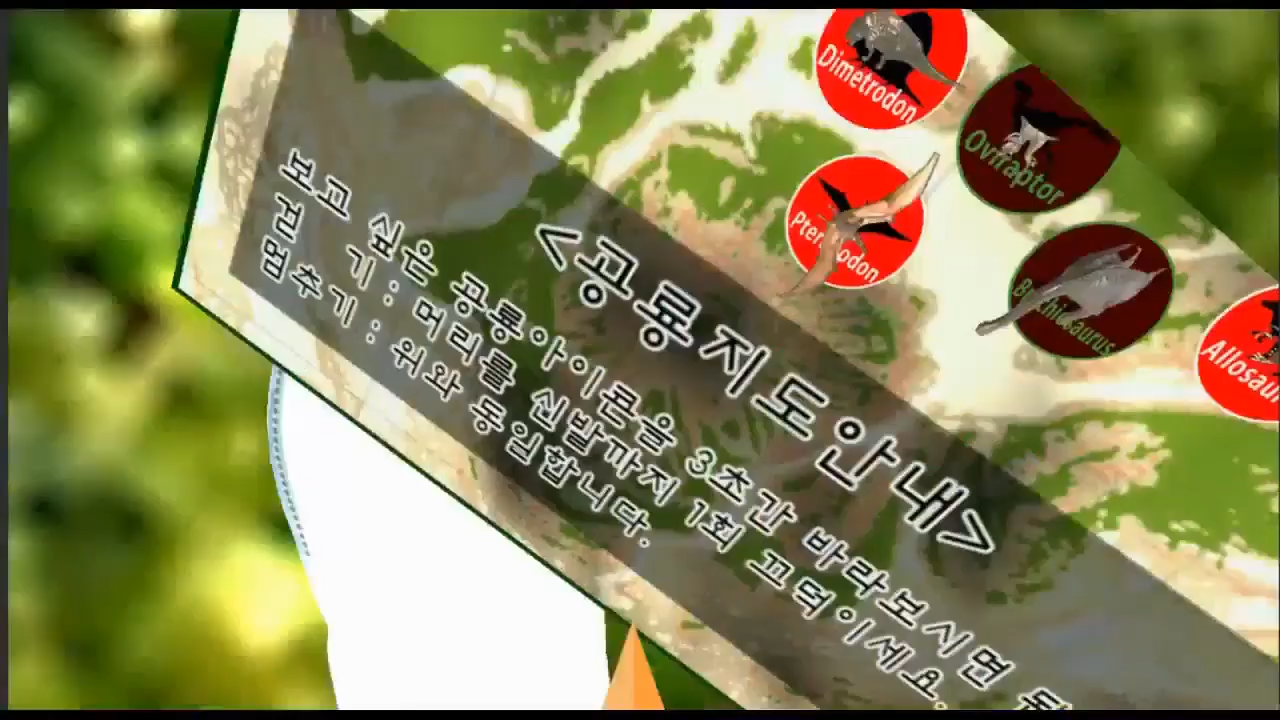 Dimetrodon
Oviraptor
<공룡지도안내>
보고 싶은 공룡아이콘을 3초간 바라보시면
걷 기 : 머리를 신발까지 1회 끄덕이세요.
멈추기 : 위와 동일합니다.